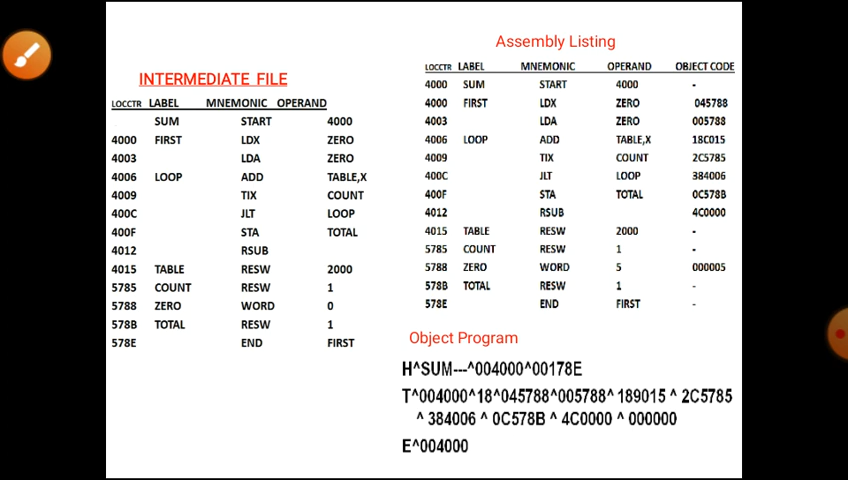 INTERMEDIATE FILE
LOCCTR LABEL MNEMONIC OPERAND
SUM START 4000
4000 FIRST LDX ZERO
4003 LDA ZERO
4006 LOOP ADD TABLE,X
4009 TIX COUNT
400C JLT LOOP
400F STA TOTAL
4012 RSUB
4015 TABLE RESW 2000
5785 COUNT RESW 1
5788 ZERO WORD 0
578B TOTAL RESW 1
578E END FIRST
Assembly Listing
LOCCTR LABEL MNEMONIC OPERAND OBJECT CODE
4000 SUM START 4000 -
4000 FIRST LDX ZERO 045788
4003 LDA ZERO 005788
4006 LOOP ADD TABLE,X 18C015
4009 TIX COUNT 2C5785
400C JLT LOOP 384006
400F STA TOTAL 0C578B
4012 RSUB 4C0000
4015 TABLE RESW 2000 -
5785 COUNT RESW 1 -
5788 ZERO WORD 5 000005
578B TOTAL RESW 1 -
578E END FIRST -
Object Program
H^SUM---^004000^00178E
T^004000^18^045788^005788^ 189015 ^ 2C5785
^ 384006 ^ 0C578B ^ 4C0000 ^ 000000
E^004000